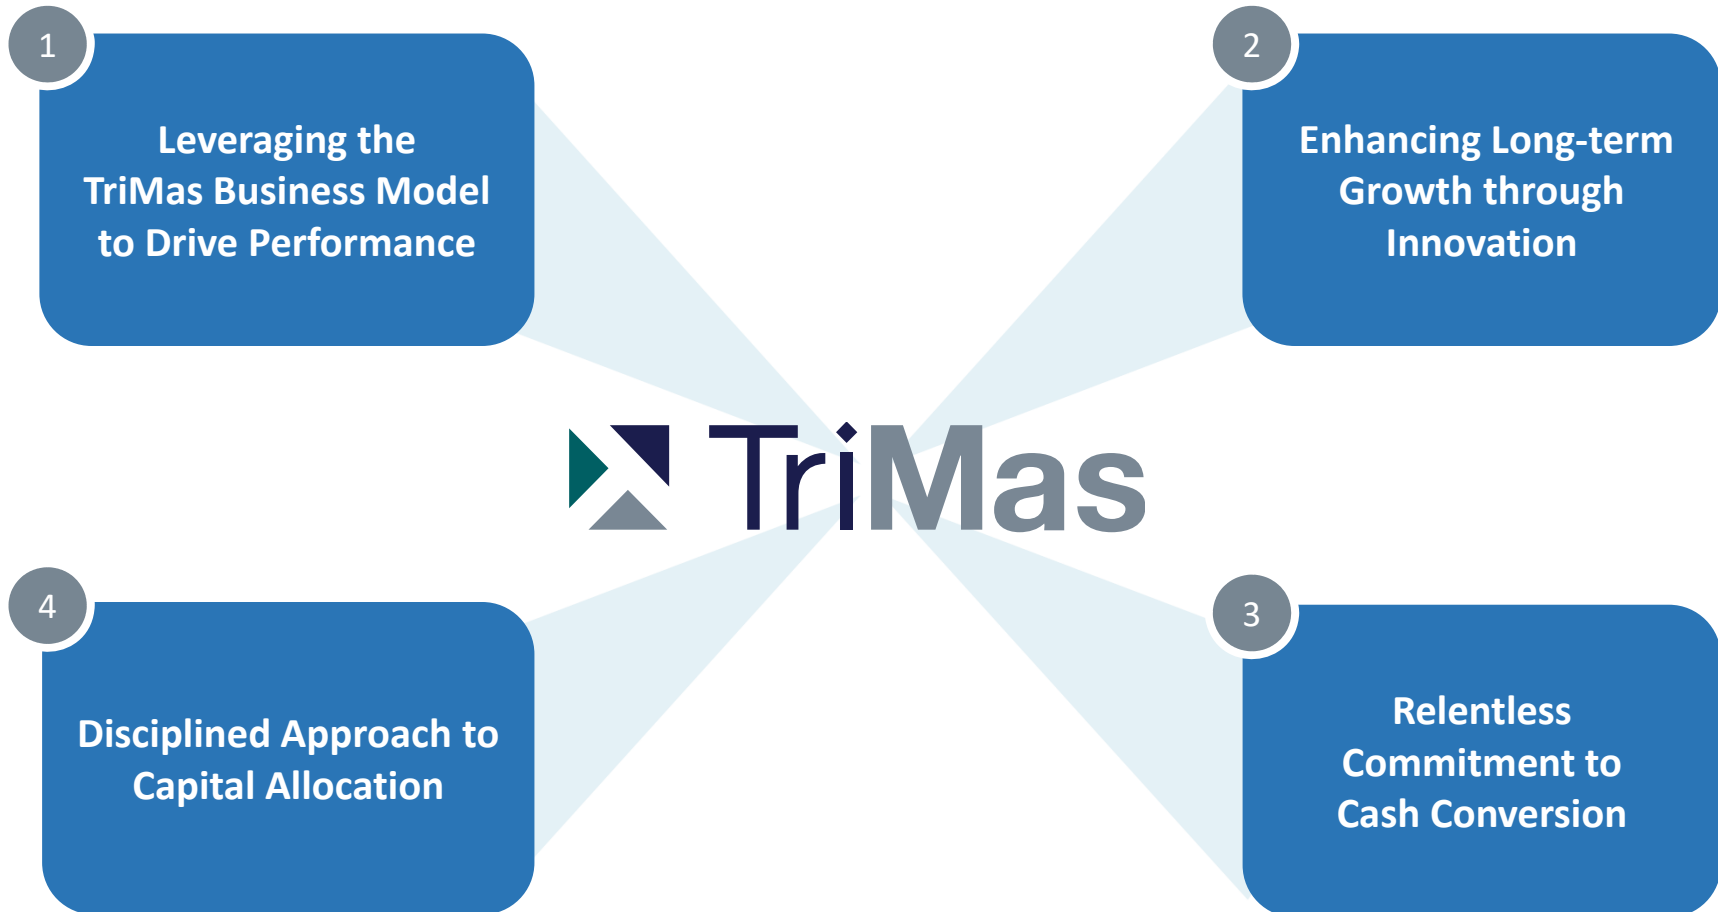 1
Leveraging the
TriMas Business Model
to Drive Performance
2
Enhancing Long-term
Growth through
Innovation
TriMas
4
Disciplined Approach to
Capital Allocation
3
Relentless
Commitment to
Cash Conversion